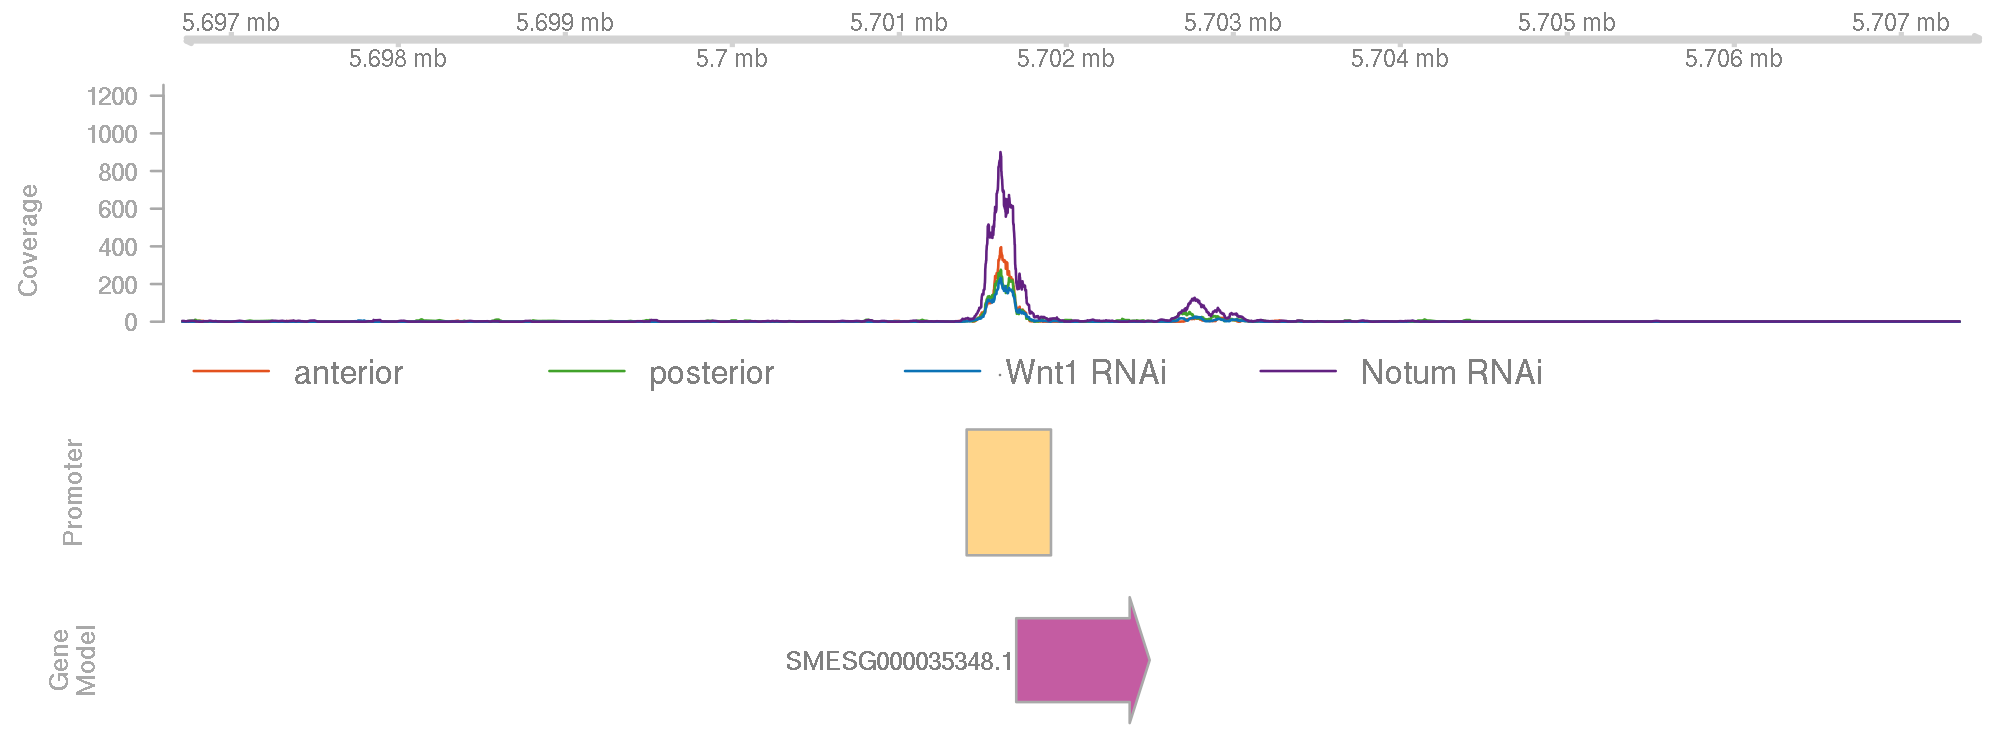 5.697 mb 5.699 mb 5.701 mb 5.703 mb 5.705 mb 5.707 mb
5.698 mb 5.7 mb 5.702 mb 5.704 mb 5.706 mb
1200
1000
800
600
400
200
0
Coverage
anterior posterior Wnt1 RNAi Notum RNAi
Promoter
Gene
Model
SMESG000035348.1